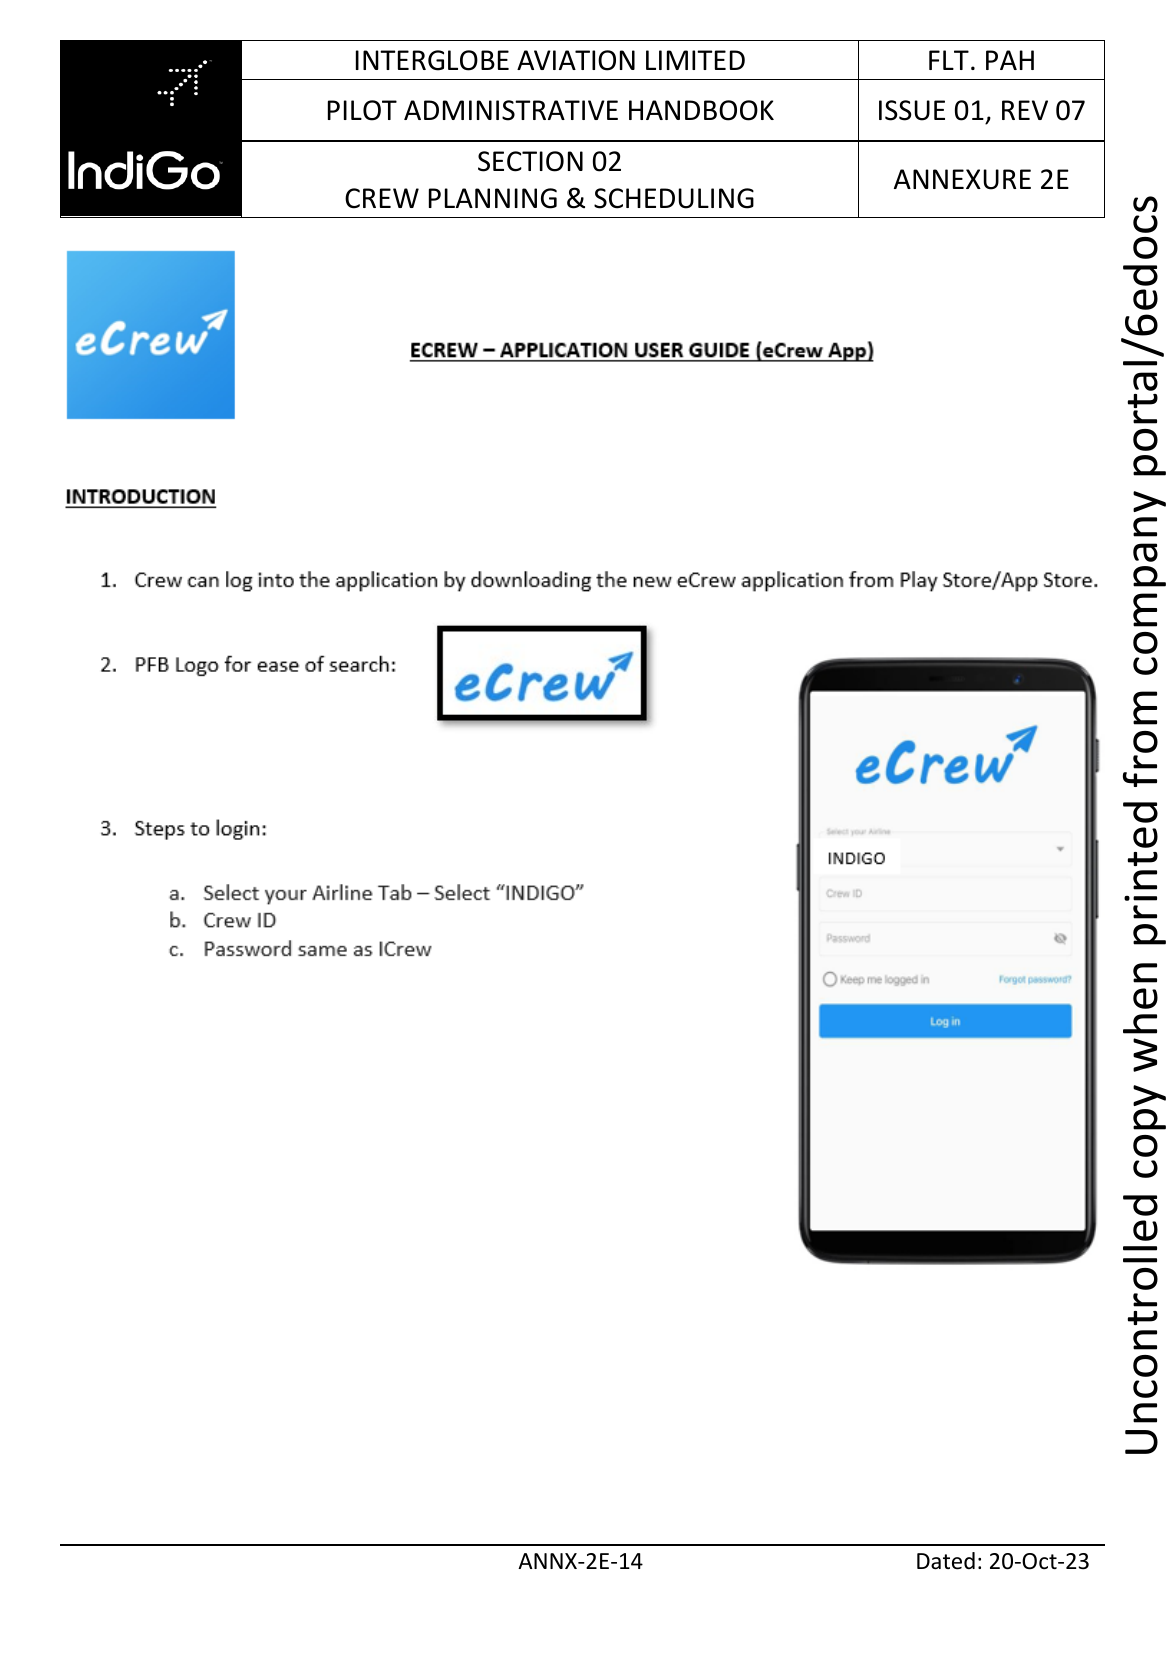 IndiGo
INTERGLOBE AVIATION LIMITED
FLT. PAH
PILOT ADMINISTRATIVE HANDBOOK
ISSUE 01, REV 07
SECTION 02
CREW PLANNING & SCHEDULING
ANNEXURE 2E
eCrew
ECREW – APPLICATION USER GUIDE (eCrew App)
INTRODUCTION
1. Crew can log into the application by downloading the new eCrew application from Play Store/App Store.
2. PFB Logo for ease of search:
eCrew
3. Steps to login:
a. Select your Airline Tab – Select “INDIGO”
b. Crew ID
c. Password same as ICrew
eCrew
Select your Airline
INDIGO
Crew ID
Password
Keep me logged in
Forgot password?
Log in
Uncontrolled copy when printed from company portal/6edocs
ANNX-2E-14
Dated: 20-Oct-23